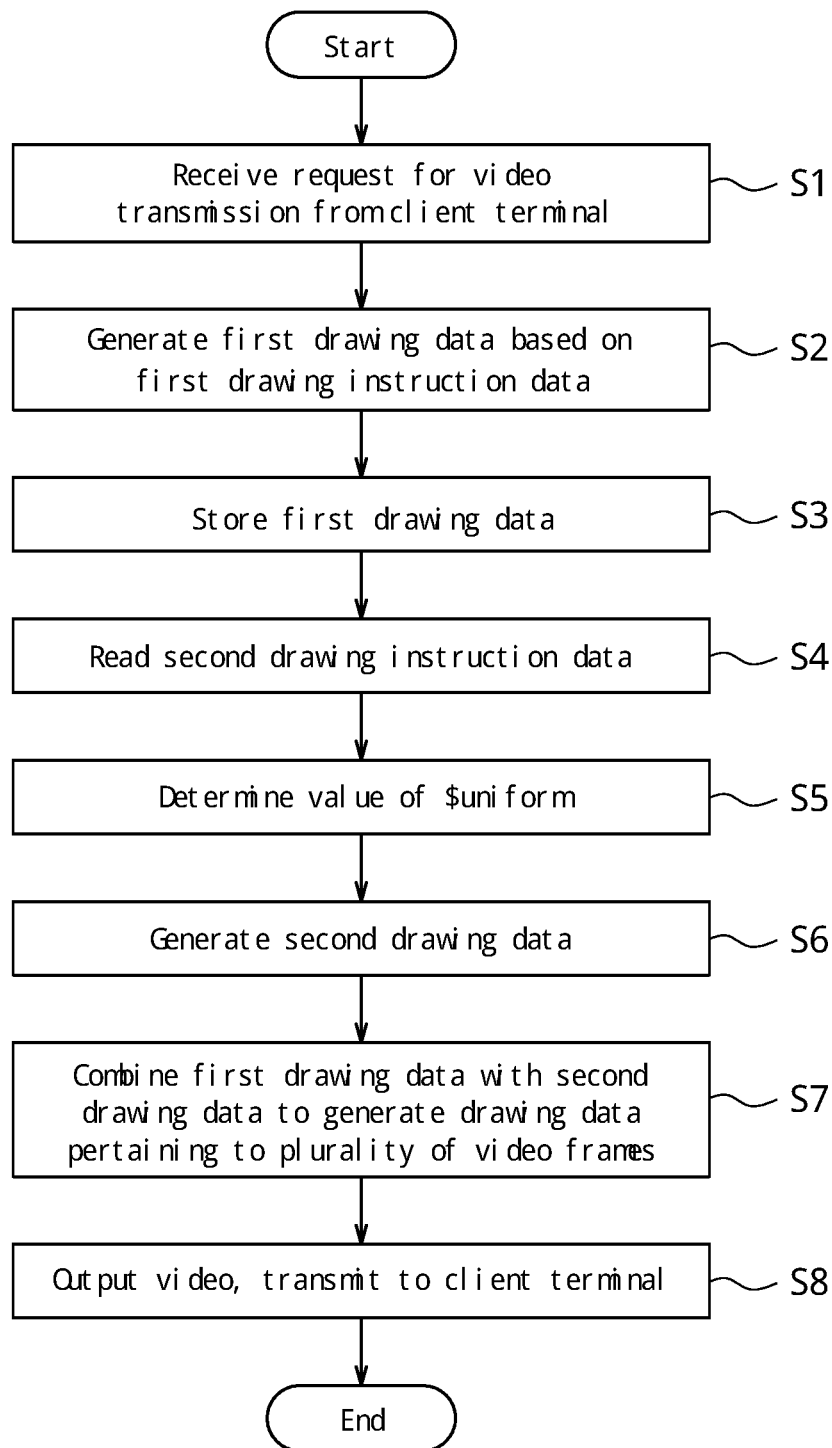 Start
Receive request for video
transmission from client terminal
S1
Generate first drawing data based on
first drawing instruction data
S2
Store first drawing data
S3
Read second drawing instruction data
S4
Determine value of $uniform
S5
Generate second drawing data
S6
Combine first drawing data with second
drawing data to generate drawing data
pertaining to plurality of video frames
S7
Output video, transmit to client terminal
S8
End